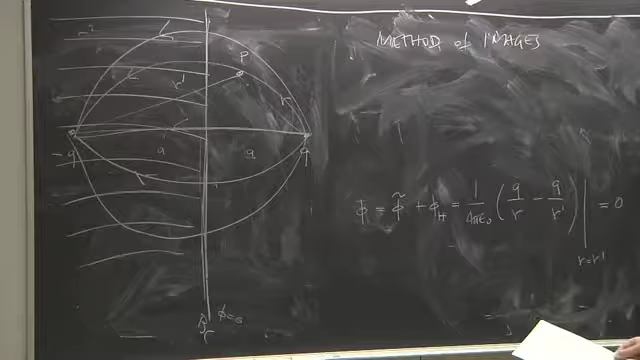 METHOD of IMAGES
P
r'
r
-q
a
a
q
ϕ = ϕ̃ + ϕ_H = 1/4πε₀ (q/r - q/r') | = 0
r=r'
ϕ=0